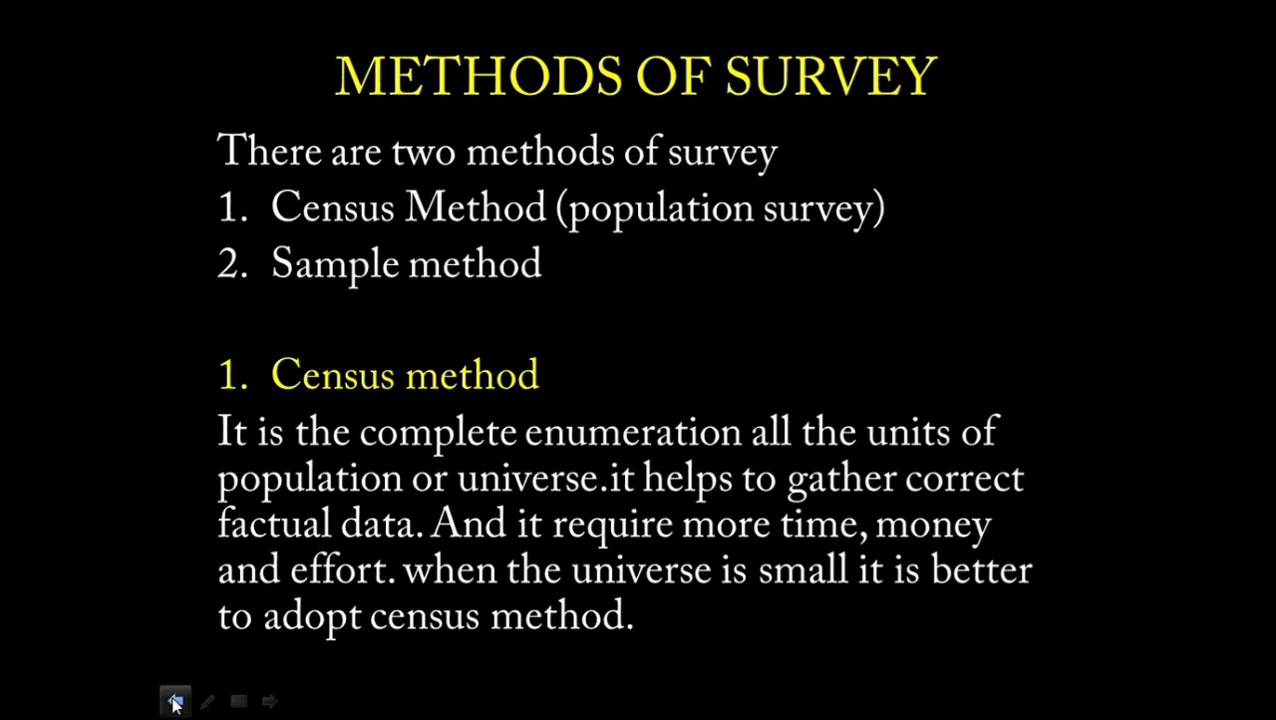 METHODS OF SURVEY
There are two methods of survey
1. Census Method (population survey)
2. Sample method
1. Census method
It is the complete enumeration all the units of
population or universe.it helps to gather correct
factual data. And it require more time, money
and effort. when the universe is small it is better
to adopt census method.